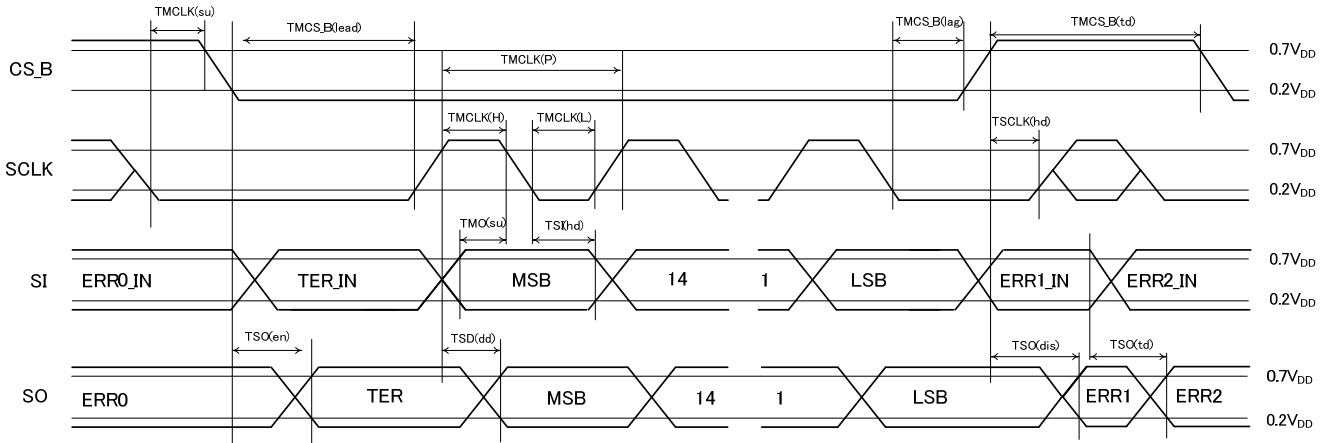 TMCLK(su)
TMCS_B(lead)
TMCS_B(lag)
TMCS_B(td)
CS_B
TMCLK(P)
0.7VDD
0.2VDD
TMCLK(H)
TMCLK(L)
TSCLK(hd)
SCLK
0.7VDD
0.2VDD
TMO(su)
TSI(hd)
SI
ERR0_IN
TER_IN
MSB
14
1
LSB
ERR1_IN
ERR2_IN
0.7VDD
0.2VDD
TSO(en)
TSD(dd)
TSO(dis)
TSO(td)
SO
ERR0
TER
MSB
14
1
LSB
ERR1
ERR2
0.7VDD
0.2VDD